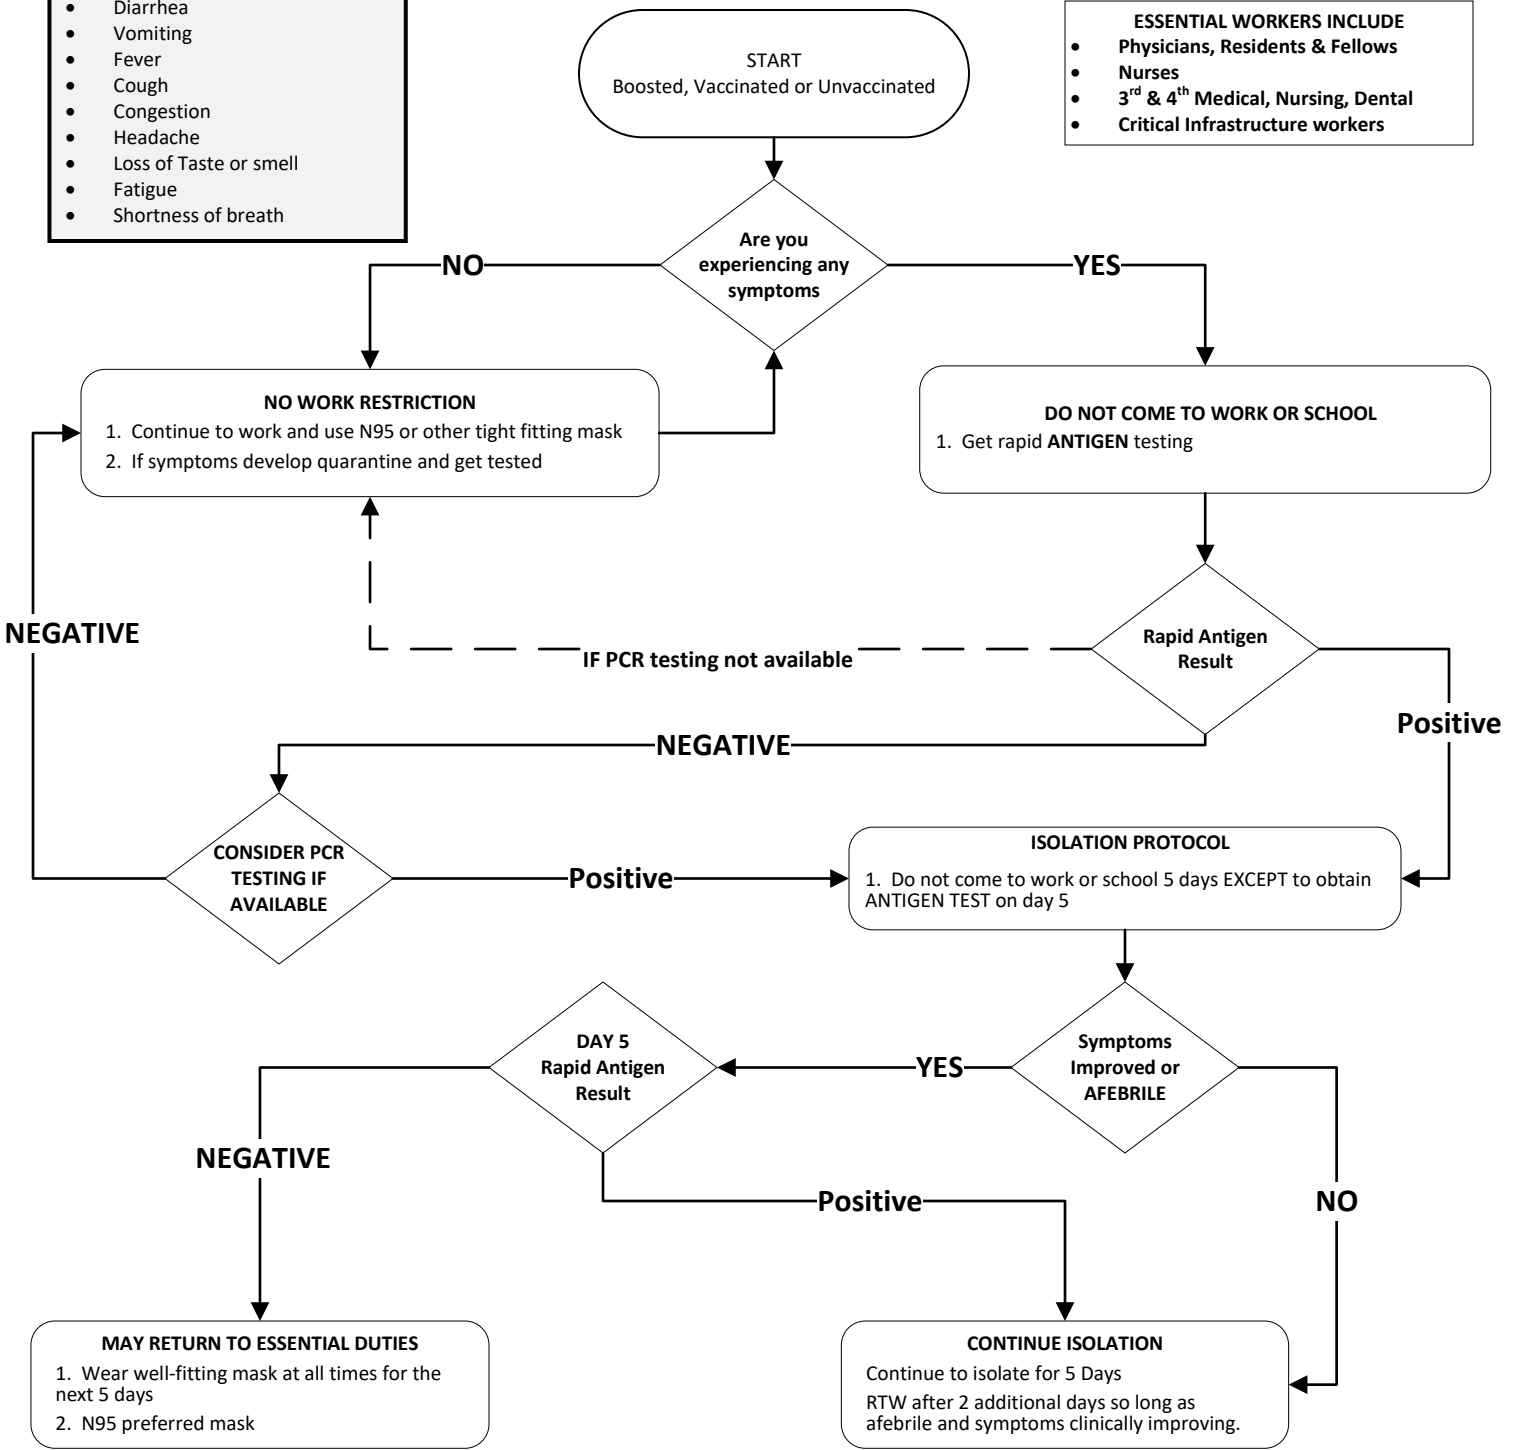 • Diarrhea
• Vomiting
• Fever
• Cough
• Congestion
• Headache
• Loss of Taste or smell
• Fatigue
• Shortness of breath
START
Boosted, Vaccinated or Unvaccinated
ESSENTIAL WORKERS INCLUDE
• Physicians, Residents & Fellows
• Nurses
• 3rd & 4th Medical, Nursing, Dental
• Critical Infrastructure workers
Are you
experiencing any
symptoms
NO
YES
NO WORK RESTRICTION
1. Continue to work and use N95 or other tight fitting mask
2. If symptoms develop quarantine and get tested
DO NOT COME TO WORK OR SCHOOL
1. Get rapid ANTIGEN testing
NEGATIVE
IF PCR testing not available
Rapid Antigen
Result
Positive
NEGATIVE
CONSIDER PCR
TESTING IF
AVAILABLE
Positive
ISOLATION PROTOCOL
1. Do not come to work or school 5 days EXCEPT to obtain
ANTIGEN TEST on day 5
DAY 5
Rapid Antigen
Result
YES
Symptoms
Improved or
AFEBRILE
NEGATIVE
Positive
NO
MAY RETURN TO ESSENTIAL DUTIES
1. Wear well-fitting mask at all times for the
next 5 days
2. N95 preferred mask
CONTINUE ISOLATION
Continue to isolate for 5 Days
RTW after 2 additional days so long as
afebrile and symptoms clinically improving.